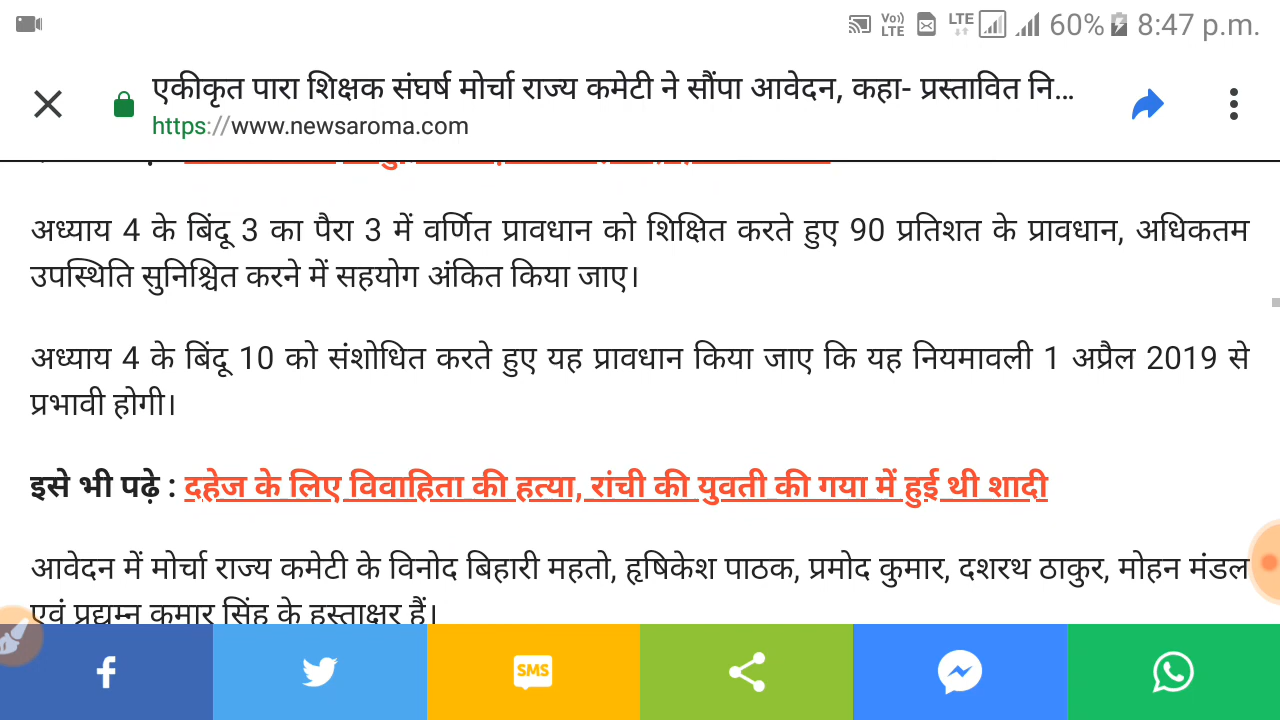 Vo)) LTE LTE 60% 8:47 p.m.
एकीकृत पारा शिक्षक संघर्ष मोर्चा राज्य कमेटी ने सौंपा आवेदन, कहा- प्रस्तावित नि...
https://www.newsaroma.com
अध्याय 4 के बिंदू 3 का पैरा 3 में वर्णित प्रावधान को शिक्षित करते हुए 90 प्रतिशत के प्रावधान, अधिकतम
उपस्थिति सुनिश्चित करने में सहयोग अंकित किया जाए।
अध्याय 4 के बिंदू 10 को संशोधित करते हुए यह प्रावधान किया जाए कि यह नियमावली 1 अप्रैल 2019 से
प्रभावी होगी।
इसे भी पढ़े : दहेज के लिए विवाहिता की हत्या, रांची की युवती की गया में हुई थी शादी
आवेदन में मोर्चा राज्य कमेटी के विनोद बिहारी महतो, हृषिकेश पाठक, प्रमोद कुमार, दशरथ ठाकुर, मोहन मंडल
एवं प्रद्युम्न कुमार सिंह के हस्ताक्षर हैं।
SMS